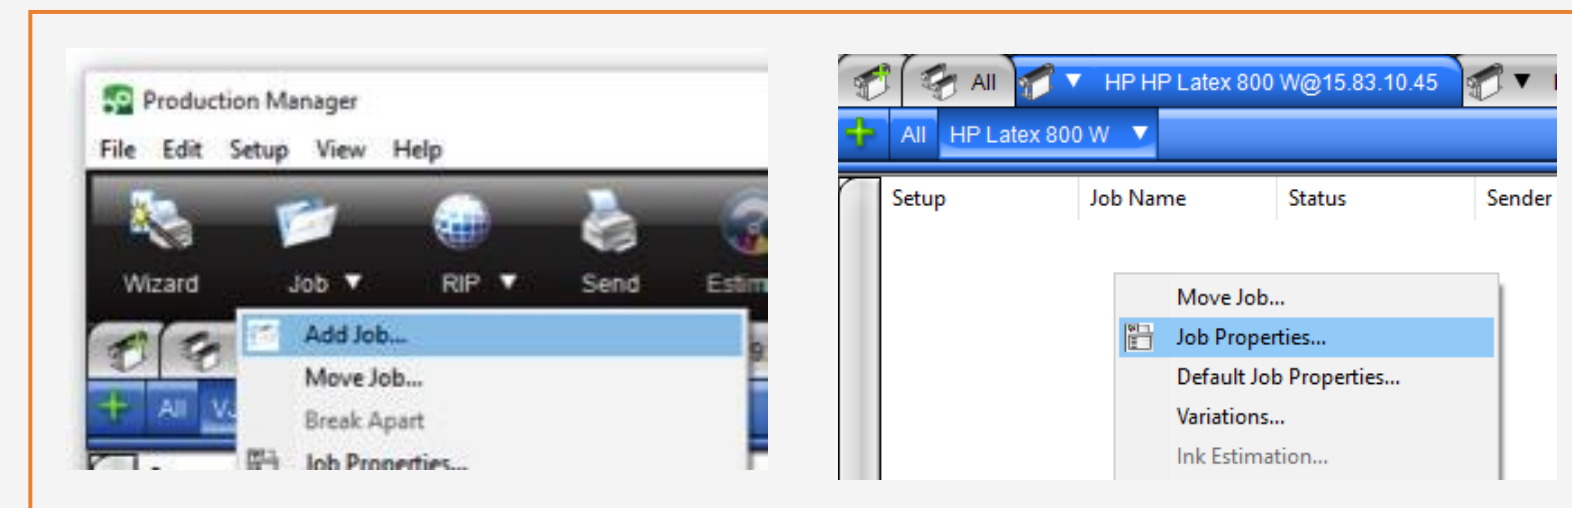 Production Manager
File Edit Setup View Help
Wizard Job RIP Send Estim
Add Job...
Move Job...
All
Break Apart
Job Properties...
All HP HP Latex 800 W@15.83.10.45
All HP Latex 800 W
Setup Job Name Status Sender
Move Job...
Job Properties...
Default Job Properties...
Variations...
Ink Estimation...